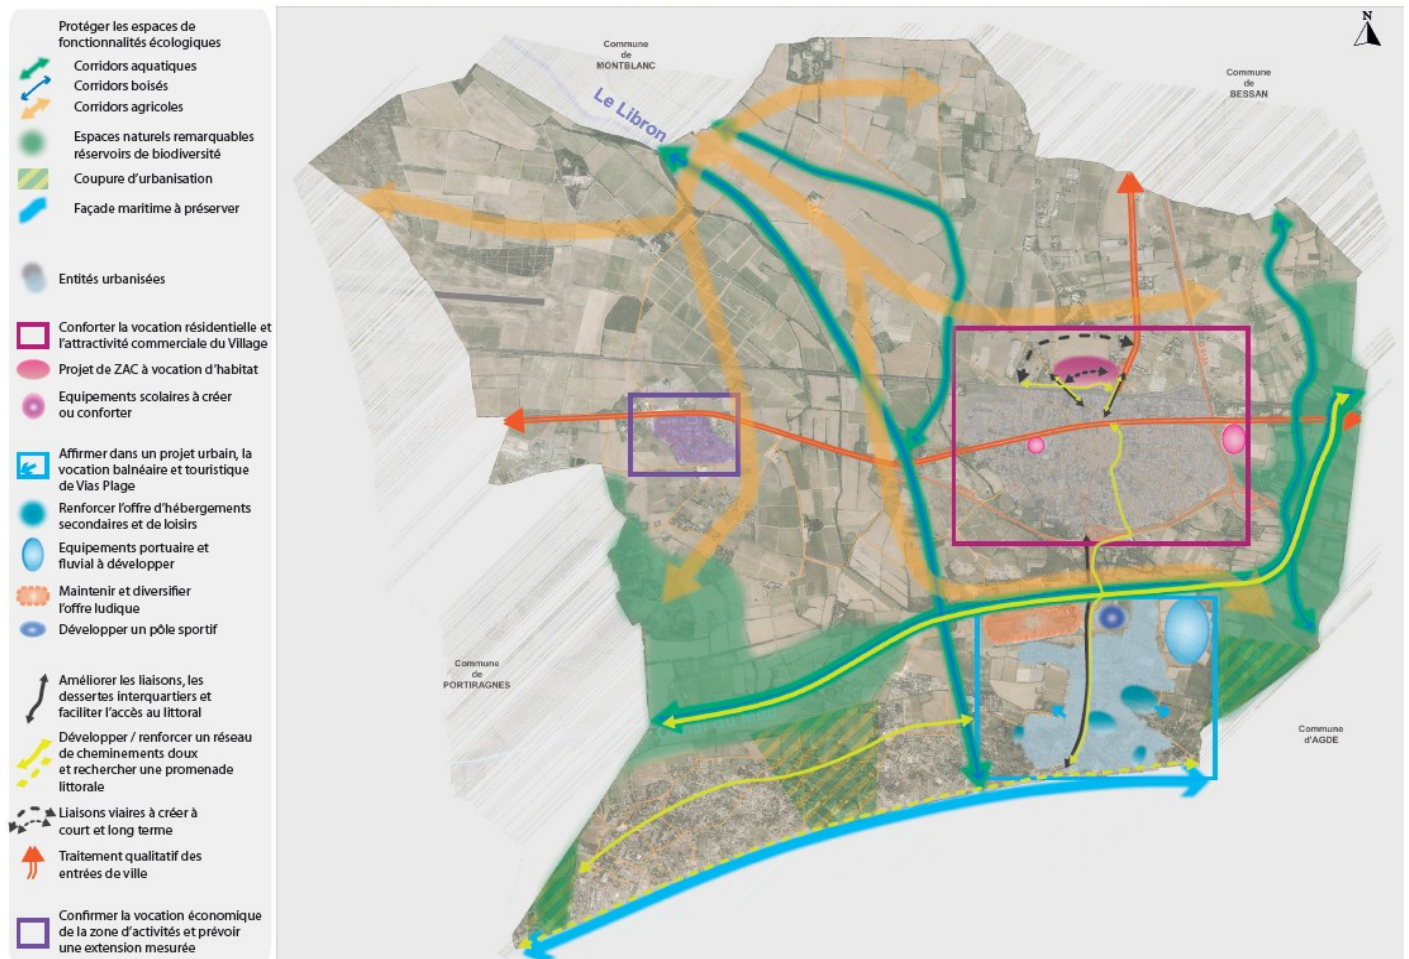 Protéger les espaces de
fonctionnalités écologiques
Corridors aquatiques
Corridors boisés
Corridors agricoles
Espaces naturels remarquables
réservoirs de biodiversité
Coupure d'urbanisation
Façade maritime à préserver
Entités urbanisées
Conforter la vocation résidentielle et
l'attractivité commerciale du Village
Projet de ZAC à vocation d'habitat
Equipements scolaires à créer
ou conforter
Affirmer dans un projet urbain, la
vocation balnéaire et touristique
de Vias Plage
Renforcer l'offre d'hébergements
secondaires et de loisirs
Equipements portuaire et
fluvial à développer
Maintenir et diversifier
l'offre ludique
Développer un pôle sportif
Améliorer les liaisons, les
dessertes interquartiers et
faciliter l'accès au littoral
Développer / renforcer un réseau
de cheminements doux
et rechercher une promenade
littorale
Liaisons viaires à créer à
court et long terme
Traitement qualitatif des
entrées de ville
Confirmer la vocation économique
de la zone d'activités et prévoir
une extension mesurée
N
Commune
de
MONTBLANC
Commune
de
BESSAN
Le Libron
Commune
de
PORTIRAGNES
Commune
d'AGDE